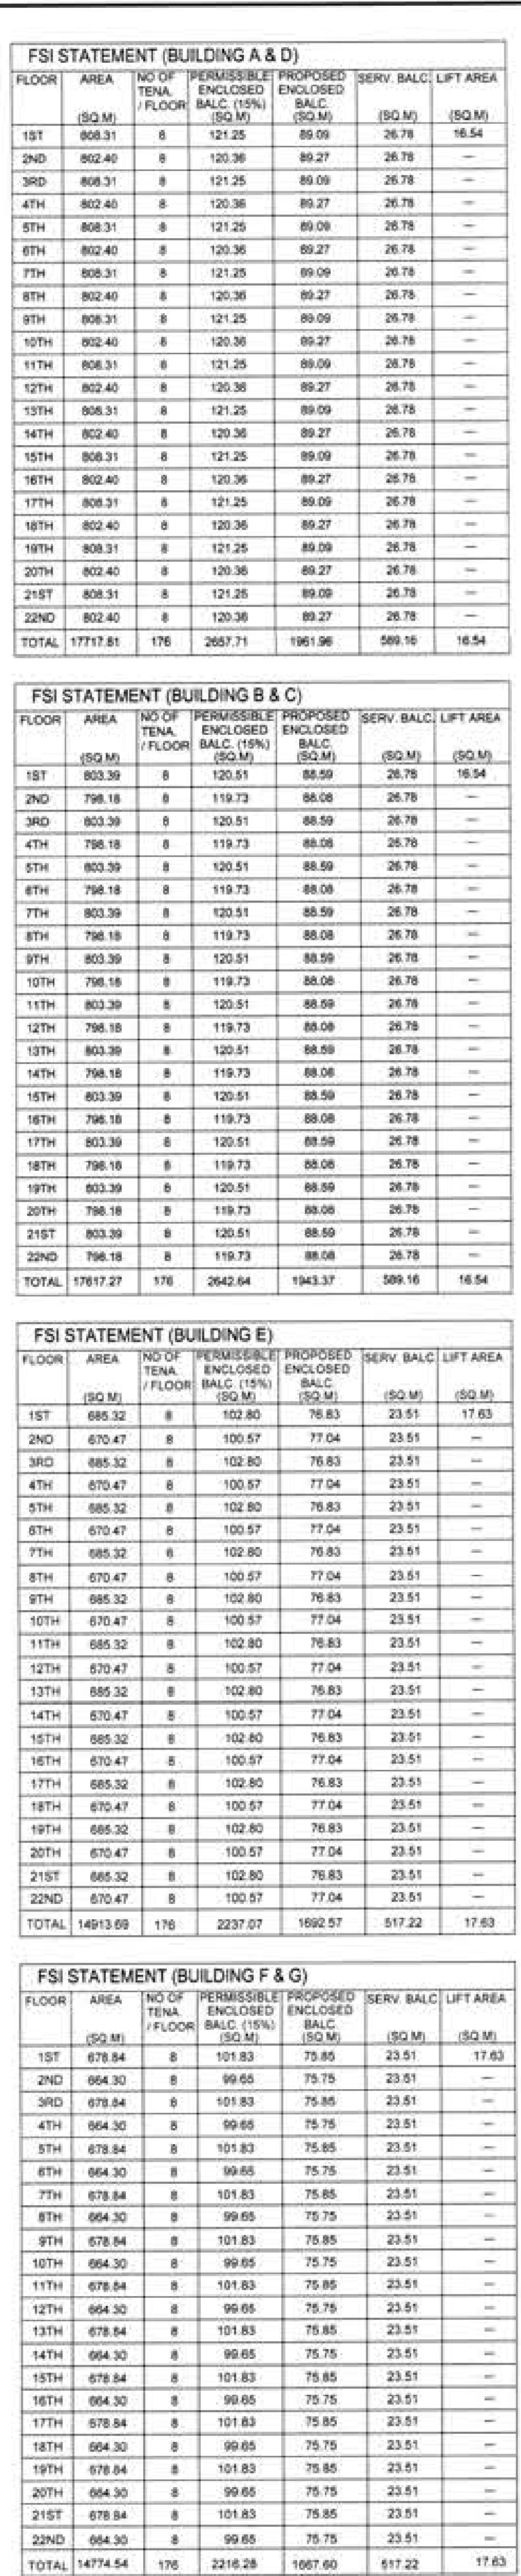 FSI STATEMENT (BUILDING A & D)
FLOOR AREA (SQ.M) NO OF TENA. / FLOOR PERMISSIBLE ENCLOSED BALC. (15%) (SQ.M) PROPOSED ENCLOSED BALC. (SQ.M) SERV. BALC. (SQ.M) LIFT AREA (SQ.M)
1ST 808.31 8 121.25 89.09 26.78 16.54
2ND 802.40 8 120.36 89.27 26.78 —
3RD 808.31 8 121.25 89.09 26.78 —
4TH 802.40 8 120.36 89.27 26.78 —
5TH 808.31 8 121.25 89.09 26.78 —
6TH 802.40 8 120.36 89.27 26.78 —
7TH 808.31 8 121.25 89.09 26.78 —
8TH 802.40 8 120.36 89.27 26.78 —
9TH 808.31 8 121.25 89.09 26.78 —
10TH 802.40 8 120.36 89.27 26.78 —
11TH 808.31 8 121.25 89.09 26.78 —
12TH 802.40 8 120.36 89.27 26.78 —
13TH 808.31 8 121.25 89.09 26.78 —
14TH 802.40 8 120.36 89.27 26.78 —
15TH 808.31 8 121.25 89.09 26.78 —
16TH 802.40 8 120.36 89.27 26.78 —
17TH 808.31 8 121.25 89.09 26.78 —
18TH 802.40 8 120.36 89.27 26.78 —
19TH 808.31 8 121.25 89.09 26.78 —
20TH 802.40 8 120.36 89.27 26.78 —
21ST 808.31 8 121.25 89.09 26.78 —
22ND 802.40 8 120.36 89.27 26.78 —
TOTAL 17717.81 176 2657.71 1961.96 589.16 16.54
FSI STATEMENT (BUILDING B & C)
FLOOR AREA (SQ.M) NO OF TENA. / FLOOR PERMISSIBLE ENCLOSED BALC. (15%) (SQ.M) PROPOSED ENCLOSED BALC. (SQ.M) SERV. BALC. (SQ.M) LIFT AREA (SQ.M)
1ST 803.39 8 120.51 88.59 26.78 16.54
2ND 798.18 8 119.73 88.08 26.78 —
3RD 803.39 8 120.51 88.59 26.78 —
4TH 798.18 8 119.73 88.08 26.78 —
5TH 803.39 8 120.51 88.59 26.78 —
6TH 798.18 8 119.73 88.08 26.78 —
7TH 803.39 8 120.51 88.59 26.78 —
8TH 798.18 8 119.73 88.08 26.78 —
9TH 803.39 8 120.51 88.59 26.78 —
10TH 798.18 8 119.73 88.08 26.78 —
11TH 803.39 8 120.51 88.59 26.78 —
12TH 798.18 8 119.73 88.08 26.78 —
13TH 803.39 8 120.51 88.59 26.78 —
14TH 798.18 8 119.73 88.08 26.78 —
15TH 803.39 8 120.51 88.59 26.78 —
16TH 798.18 8 119.73 88.08 26.78 —
17TH 803.39 8 120.51 88.59 26.78 —
18TH 798.18 8 119.73 88.08 26.78 —
19TH 803.39 8 120.51 88.59 26.78 —
20TH 798.18 8 119.73 88.08 26.78 —
21ST 803.39 8 120.51 88.59 26.78 —
22ND 798.18 8 119.73 88.08 26.78 —
TOTAL 17617.27 176 2642.64 1943.37 589.16 16.54
FSI STATEMENT (BUILDING E)
FLOOR AREA (SQ.M) NO OF TENA. / FLOOR PERMISSIBLE ENCLOSED BALC. (15%) (SQ.M) PROPOSED ENCLOSED BALC. (SQ.M) SERV. BALC. (SQ.M) LIFT AREA (SQ.M)
1ST 685.32 8 102.80 76.83 23.51 17.63
2ND 670.47 8 100.57 77.04 23.51 —
3RD 685.32 8 102.80 76.83 23.51 —
4TH 670.47 8 100.57 77.04 23.51 —
5TH 685.32 8 102.80 76.83 23.51 —
6TH 670.47 8 100.57 77.04 23.51 —
7TH 685.32 8 102.80 76.83 23.51 —
8TH 670.47 8 100.57 77.04 23.51 —
9TH 685.32 8 102.80 76.83 23.51 —
10TH 670.47 8 100.57 77.04 23.51 —
11TH 685.32 8 102.80 76.83 23.51 —
12TH 670.47 8 100.57 77.04 23.51 —
13TH 685.32 8 102.80 76.83 23.51 —
14TH 670.47 8 100.57 77.04 23.51 —
15TH 685.32 8 102.80 76.83 23.51 —
16TH 670.47 8 100.57 77.04 23.51 —
17TH 685.32 8 102.80 76.83 23.51 —
18TH 670.47 8 100.57 77.04 23.51 —
19TH 685.32 8 102.80 76.83 23.51 —
20TH 670.47 8 100.57 77.04 23.51 —
21ST 685.32 8 102.80 76.83 23.51 —
22ND 670.47 8 100.57 77.04 23.51 —
TOTAL 14913.69 176 2237.07 1692.57 517.22 17.63
FSI STATEMENT (BUILDING F & G)
FLOOR AREA (SQ.M) NO OF TENA. / FLOOR PERMISSIBLE ENCLOSED BALC. (15%) (SQ.M) PROPOSED ENCLOSED BALC. (SQ.M) SERV. BALC. (SQ.M) LIFT AREA (SQ.M)
1ST 678.84 8 101.83 75.85 23.51 17.63
2ND 664.30 8 99.65 75.75 23.51 —
3RD 678.84 8 101.83 75.85 23.51 —
4TH 664.30 8 99.65 75.75 23.51 —
5TH 678.84 8 101.83 75.85 23.51 —
6TH 664.30 8 99.65 75.75 23.51 —
7TH 678.84 8 101.83 75.85 23.51 —
8TH 664.30 8 99.65 75.75 23.51 —
9TH 678.84 8 101.83 75.85 23.51 —
10TH 664.30 8 99.65 75.75 23.51 —
11TH 678.84 8 101.83 75.85 23.51 —
12TH 664.30 8 99.65 75.75 23.51 —
13TH 678.84 8 101.83 75.85 23.51 —
14TH 664.30 8 99.65 75.75 23.51 —
15TH 678.84 8 101.83 75.85 23.51 —
16TH 664.30 8 99.65 75.75 23.51 —
17TH 678.84 8 101.83 75.85 23.51 —
18TH 664.30 8 99.65 75.75 23.51 —
19TH 678.84 8 101.83 75.85 23.51 —
20TH 664.30 8 99.65 75.75 23.51 —
21ST 678.84 8 101.83 75.85 23.51 —
22ND 664.30 8 99.65 75.75 23.51 —
TOTAL 14774.54 176 2216.28 1667.60 517.22 17.63